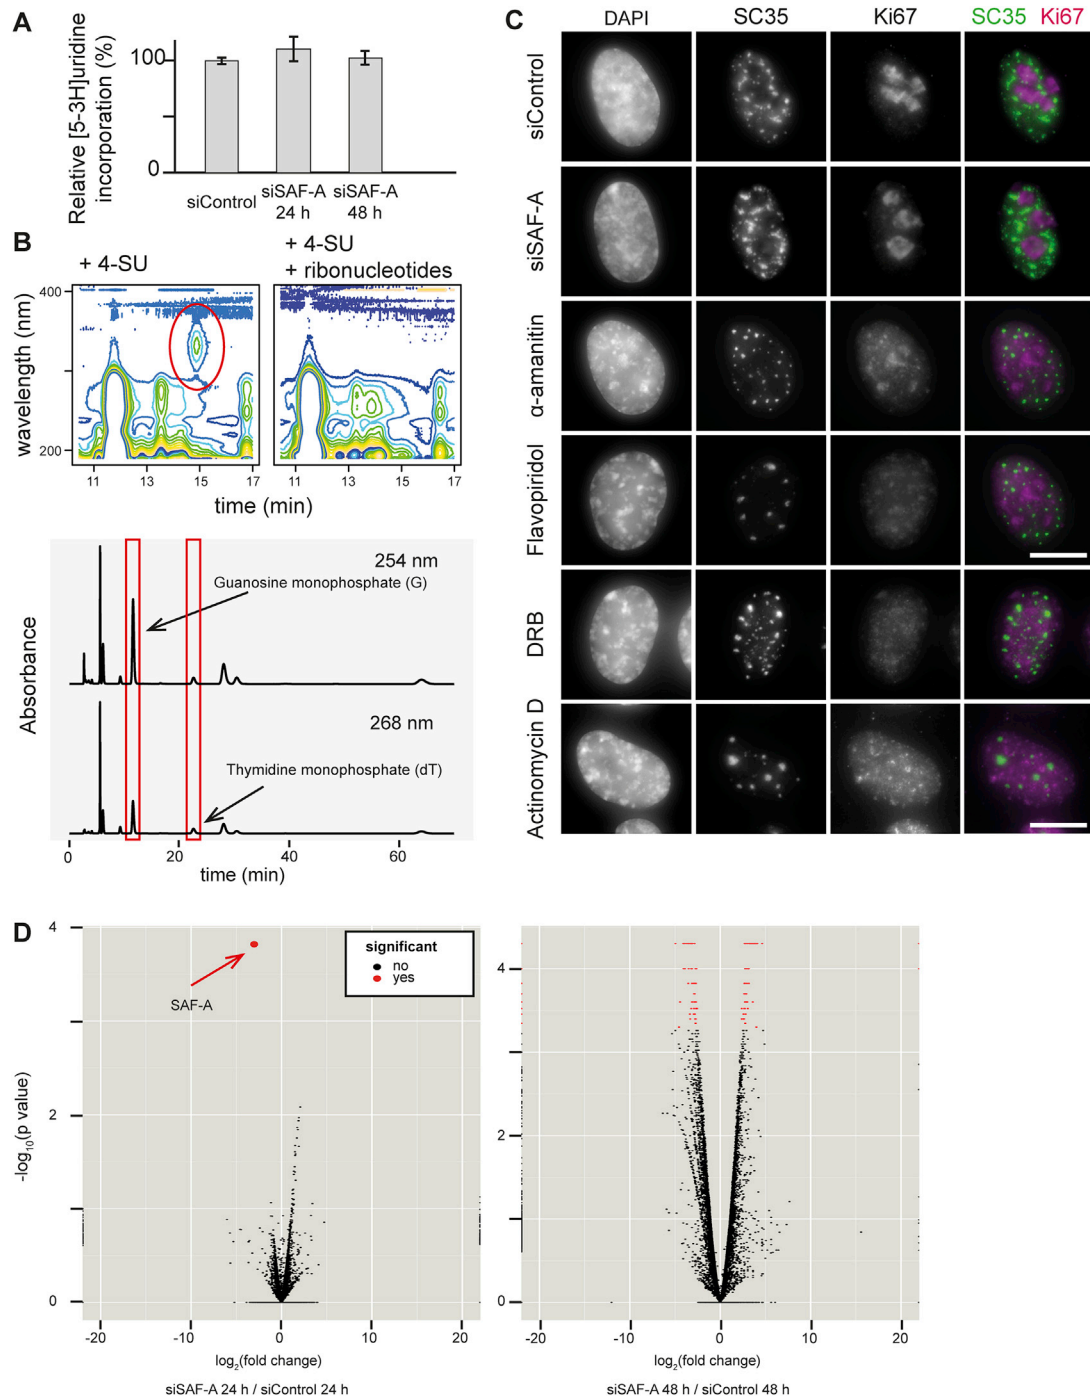 A
Relative [5-3H]uridine
incorporation (%)
100
0
siControl
siSAF-A
24 h
siSAF-A
48 h
B
+ 4-SU
+ 4-SU
+ ribonucleotides
wavelength (nm)
400
200
11 13 15 17
11 13 15 17
time (min)
Absorbance
254 nm
Guanosine monophosphate (G)
268 nm
Thymidine monophosphate (dT)
0 20 40 60
time (min)
C
DAPI SC35 Ki67 SC35 Ki67
siControl
siSAF-A
α-amanitin
Flavopiridol
DRB
Actinomycin D
D
-log10(p value)
4
2
0
significant
no
yes
SAF-A
-20 -10 0 10 20
log2(fold change)
siSAF-A 24 h / siControl 24 h
4
2
0
-20 -10 0 10 20
log2(fold change)
siSAF-A 48 h / siControl 48 h